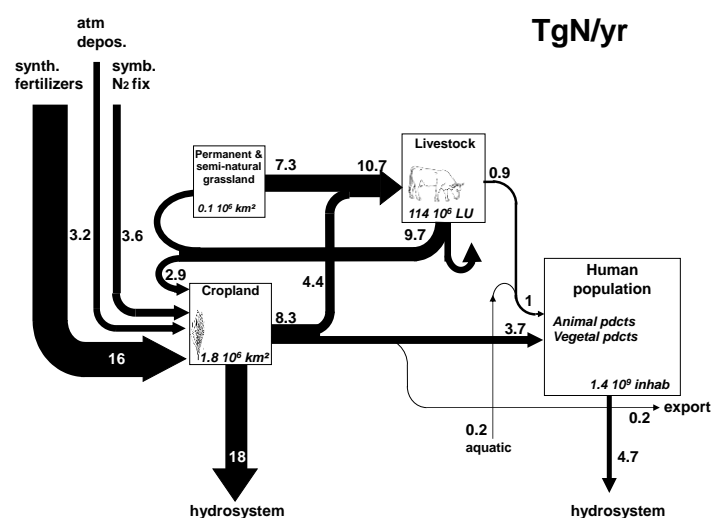 TgN/yr
atm
depos.
synth.
fertilizers
symb.
N2 fix
Permanent &
semi-natural
grassland
0.1 10⁶ km²
7.3
10.7
Livestock
114 10⁶ LU
0.9
9.7
3.2
3.6
2.9
4.4
Cropland
1.8 10⁶ km²
8.3
16
18
hydrosystem
Human
population
Animal pdcts
Vegetal pdcts
1.4 10⁹ inhab
1
3.7
0.2
aquatic
export
0.2
4.7
hydrosystem